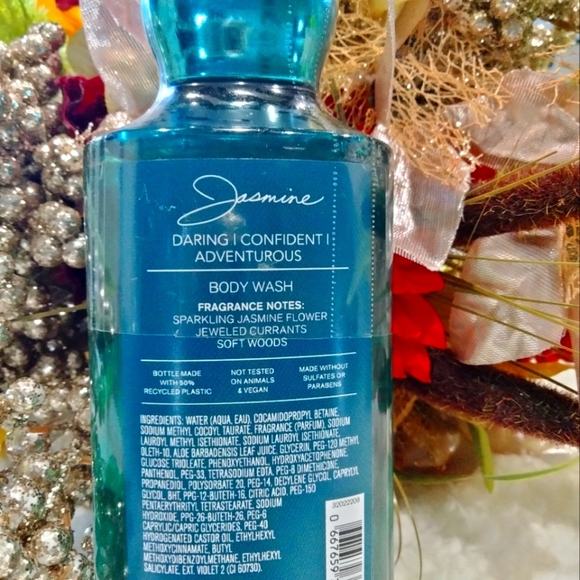 Jasmine
DARING | CONFIDENT |
ADVENTUROUS
BODY WASH
FRAGRANCE NOTES:
SPARKLING JASMINE FLOWER
JEWELED CURRANTS
SOFT WOODS
BOTTLE MADE
WITH 50%
RECYCLED PLASTIC
NOT TESTED
ON ANIMALS
& VEGAN
MADE WITHOUT
SULFATES OR
PARABENS
INGREDIENTS: WATER (AQUA, EAU), COCAMIDOPROPYL BETAINE,
SODIUM METHYL COCOYL TAURATE, FRAGRANCE (PARFUM), SODIUM
LAUROYL METHYL ISETHIONATE, SODIUM LAUROYL ISETHIONATE,
OLETH-10, ALOE BARBADENSIS LEAF JUICE, GLYCERIN, PEG-120 METHYL
GLUCOSE TRIOLEATE, PHENOXYETHANOL, HYDROXYACETOPHENONE,
PANTHENOL, PEG-33, TETRASODIUM EDTA, PEG-8 DIMETHICONE,
PROPANEDIOL, POLYSORBATE 20, PEG-14, DECYLENE GLYCOL, CAPRYLYL
GLYCOL, BHT, PPG-12-BUTETH-16, CITRIC ACID, PEG-150
PENTAERYTHRITYL TETRASTEARATE, SODIUM
HYDROXIDE, PPG-26-BUTETH-26, PEG-6
CAPRYLIC/CAPRIC GLYCERIDES, PEG-40
HYDROGENATED CASTOR OIL, ETHYLHEXYL
METHOXYCINNAMATE, BUTYL
METHOXYDIBENZOYLMETHANE, ETHYLHEXYL
SALICYLATE, EXT. VIOLET 2 (CI 60730).
32022208
0 667659